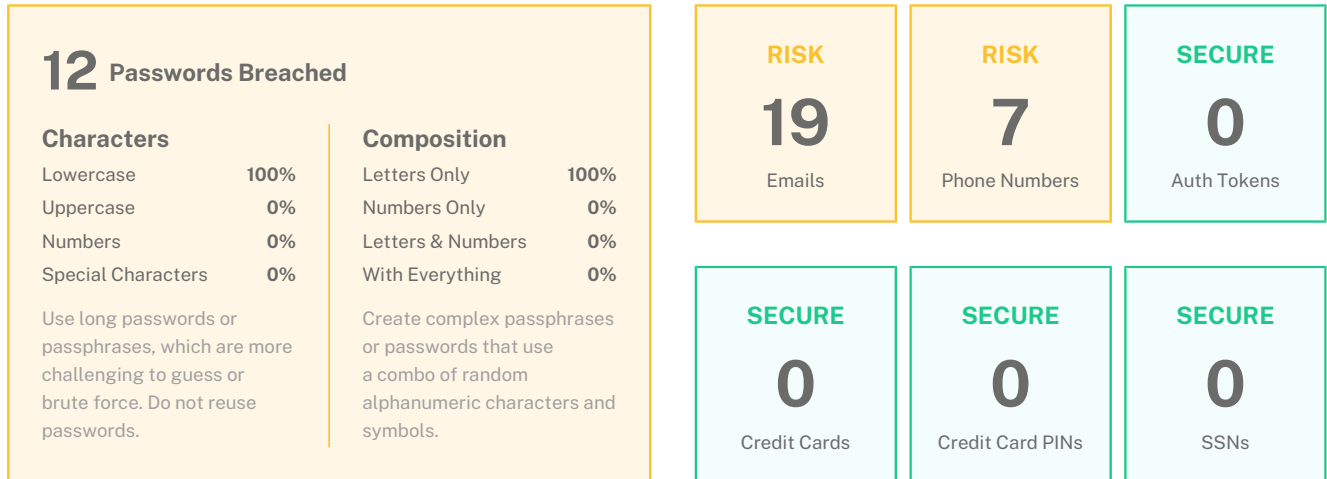 12 Passwords Breached
Characters
Lowercase 100%
Uppercase 0%
Numbers 0%
Special Characters 0%
Use long passwords or
passphrases, which are more
challenging to guess or
brute force. Do not reuse
passwords.
Composition
Letters Only 100%
Numbers Only 0%
Letters & Numbers 0%
With Everything 0%
Create complex passphrases
or passwords that use
a combo of random
alphanumeric characters and
symbols.
RISK
19
Emails
RISK
7
Phone Numbers
SECURE
0
Auth Tokens
SECURE
0
Credit Cards
SECURE
0
Credit Card PINs
SECURE
0
SSNs